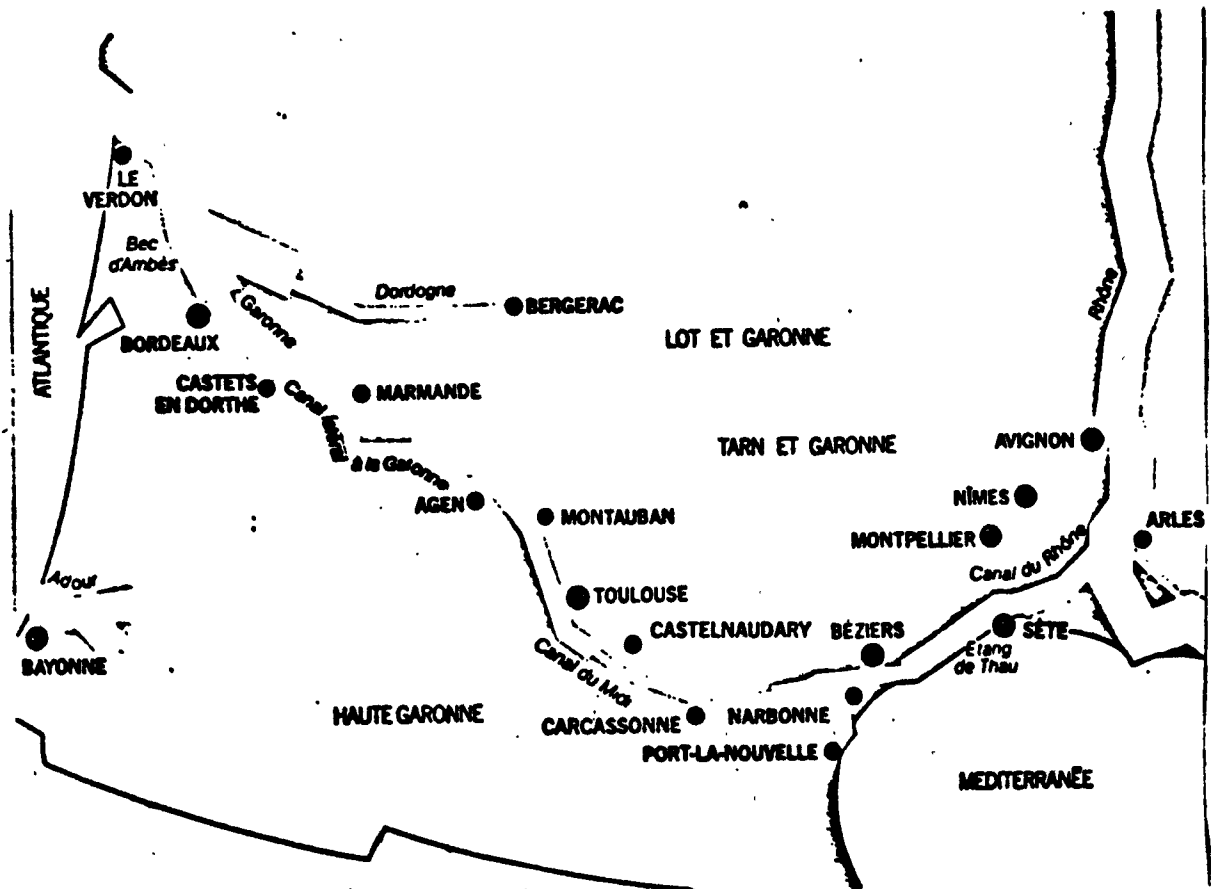 LE
VERDON
Bec
d'Ambès
ATLANTIQUE
Garonne
Dordogne
BERGERAC
BORDEAUX
LOT ET GARONNE
Rhône
CASTETS
EN DORTHE
Canal latéral
à la Garonne
MARMANDE
TARN ET GARONNE
AVIGNON
AGEN
MONTAUBAN
NÎMES
MONTPELLIER
ARLES
Canal du Rhône
Adour
TOULOUSE
CASTELNAUDARY
BÉZIERS
SÈTE
Etang
de Thau
BAYONNE
Canal du Midi
HAUTE GARONNE
CARCASSONNE
NARBONNE
PORT-LA-NOUVELLE
MEDITERRANÉE